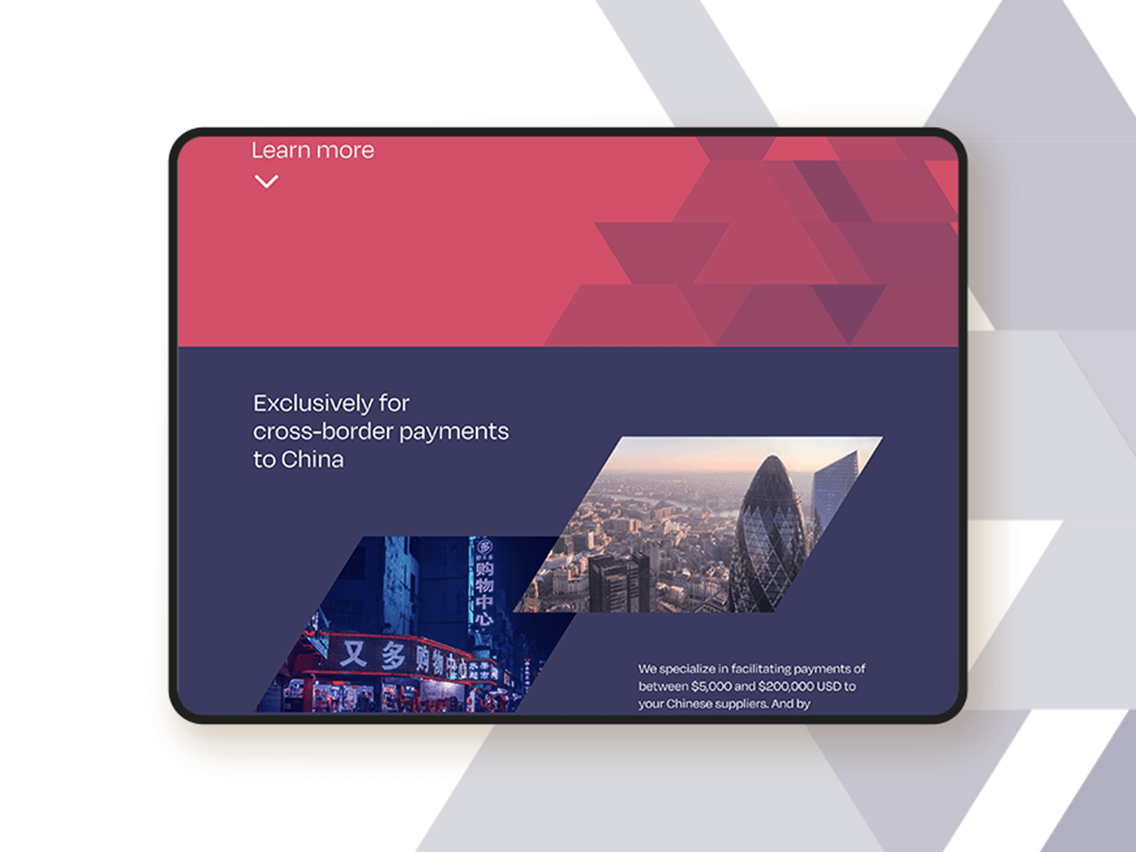 Learn more
Exclusively for
cross-border payments
to China
多
购物中心
又多购物中心
We specialize in facilitating payments of
between $5,000 and $200,000 USD to
your Chinese suppliers. And by